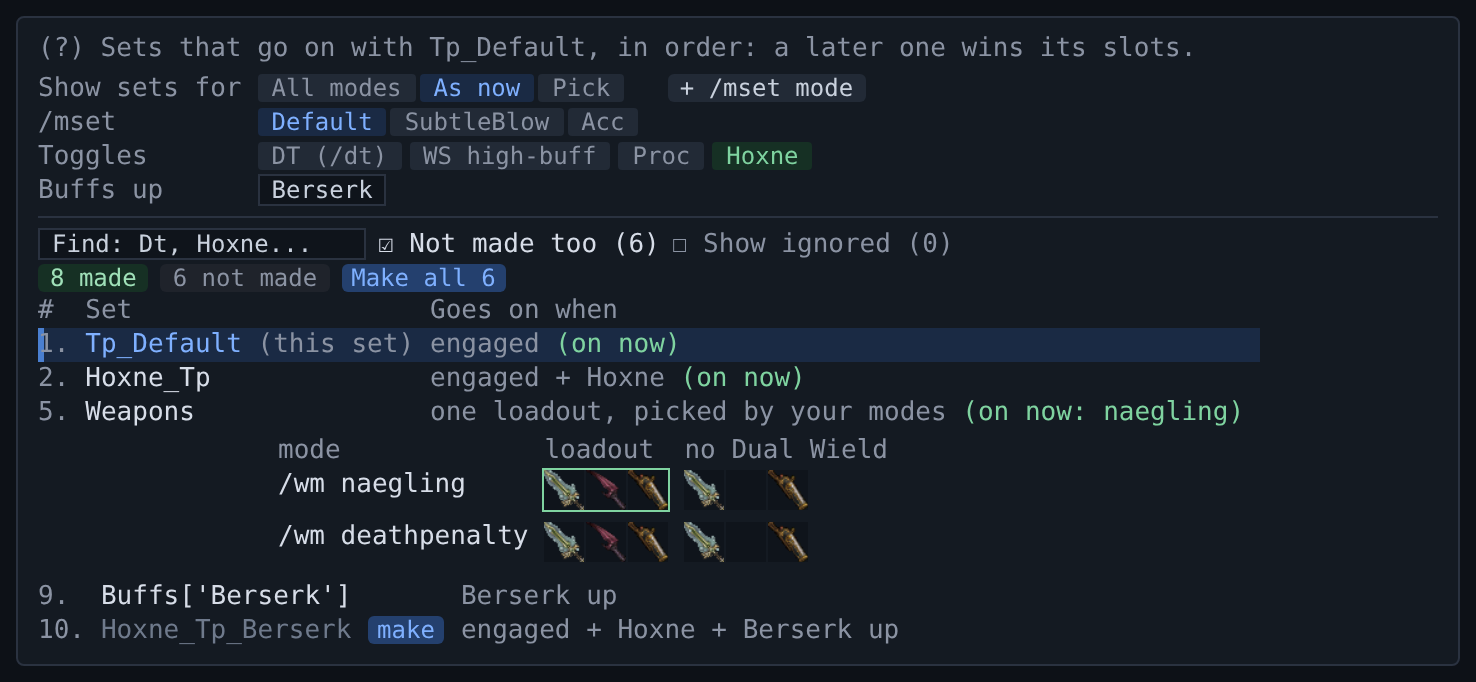 (?) Sets that go on with Tp_Default, in order: a later one wins its slots.
Show sets for All modes As now Pick + /mset mode
/mset Default SubtleBlow Acc
Toggles DT (/dt) WS high-buff Proc Hoxne
Buffs up Berserk
Find: Dt, Hoxne... ☑ Not made too (6) ☐ Show ignored (0)
8 made 6 not made Make all 6
# Set Goes on when
1. Tp_Default (this set) engaged (on now)
2. Hoxne_Tp engaged + Hoxne (on now)
5. Weapons one loadout, picked by your modes (on now: naegling)
mode loadout no Dual Wield
/wm naegling
/wm deathpenalty
9. Buffs['Berserk'] Berserk up
10. Hoxne_Tp_Berserk make engaged + Hoxne + Berserk up